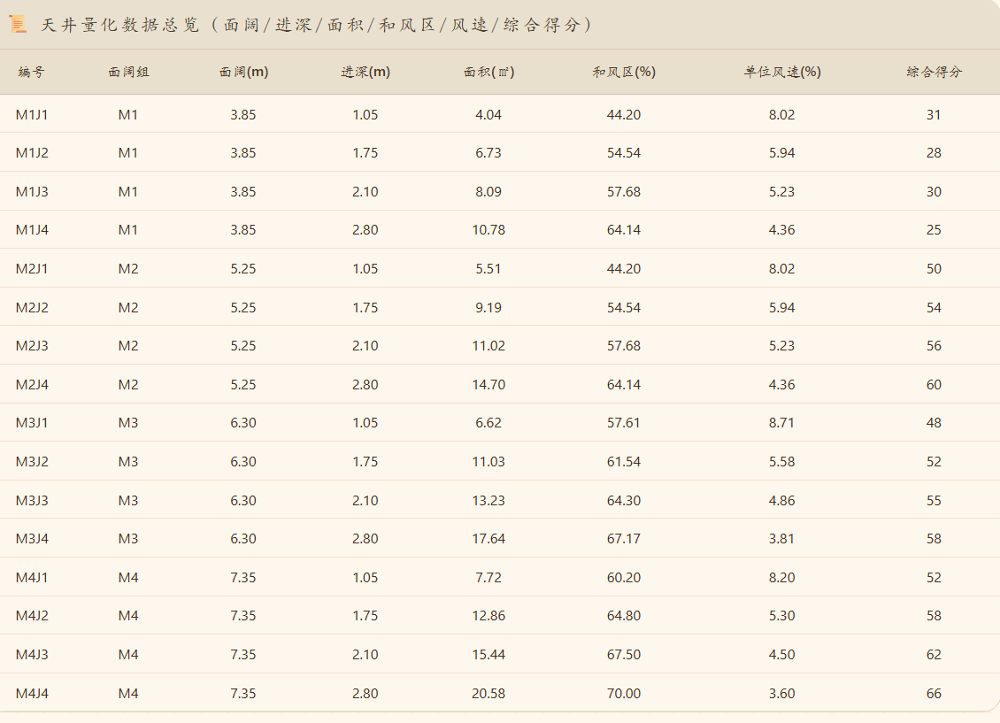 天井量化数据总览（面阔/进深/面积/和风区/风速/综合得分）
编号 面阔组 面阔(m) 进深(m) 面积(㎡) 和风区(%) 单位风速(%) 综合得分
M1J1 M1 3.85 1.05 4.04 44.20 8.02 31
M1J2 M1 3.85 1.75 6.73 54.54 5.94 28
M1J3 M1 3.85 2.10 8.09 57.68 5.23 30
M1J4 M1 3.85 2.80 10.78 64.14 4.36 25
M2J1 M2 5.25 1.05 5.51 44.20 8.02 50
M2J2 M2 5.25 1.75 9.19 54.54 5.94 54
M2J3 M2 5.25 2.10 11.02 57.68 5.23 56
M2J4 M2 5.25 2.80 14.70 64.14 4.36 60
M3J1 M3 6.30 1.05 6.62 57.61 8.71 48
M3J2 M3 6.30 1.75 11.03 61.54 5.58 52
M3J3 M3 6.30 2.10 13.23 64.30 4.86 55
M3J4 M3 6.30 2.80 17.64 67.17 3.81 58
M4J1 M4 7.35 1.05 7.72 60.20 8.20 52
M4J2 M4 7.35 1.75 12.86 64.80 5.30 58
M4J3 M4 7.35 2.10 15.44 67.50 4.50 62
M4J4 M4 7.35 2.80 20.58 70.00 3.60 66